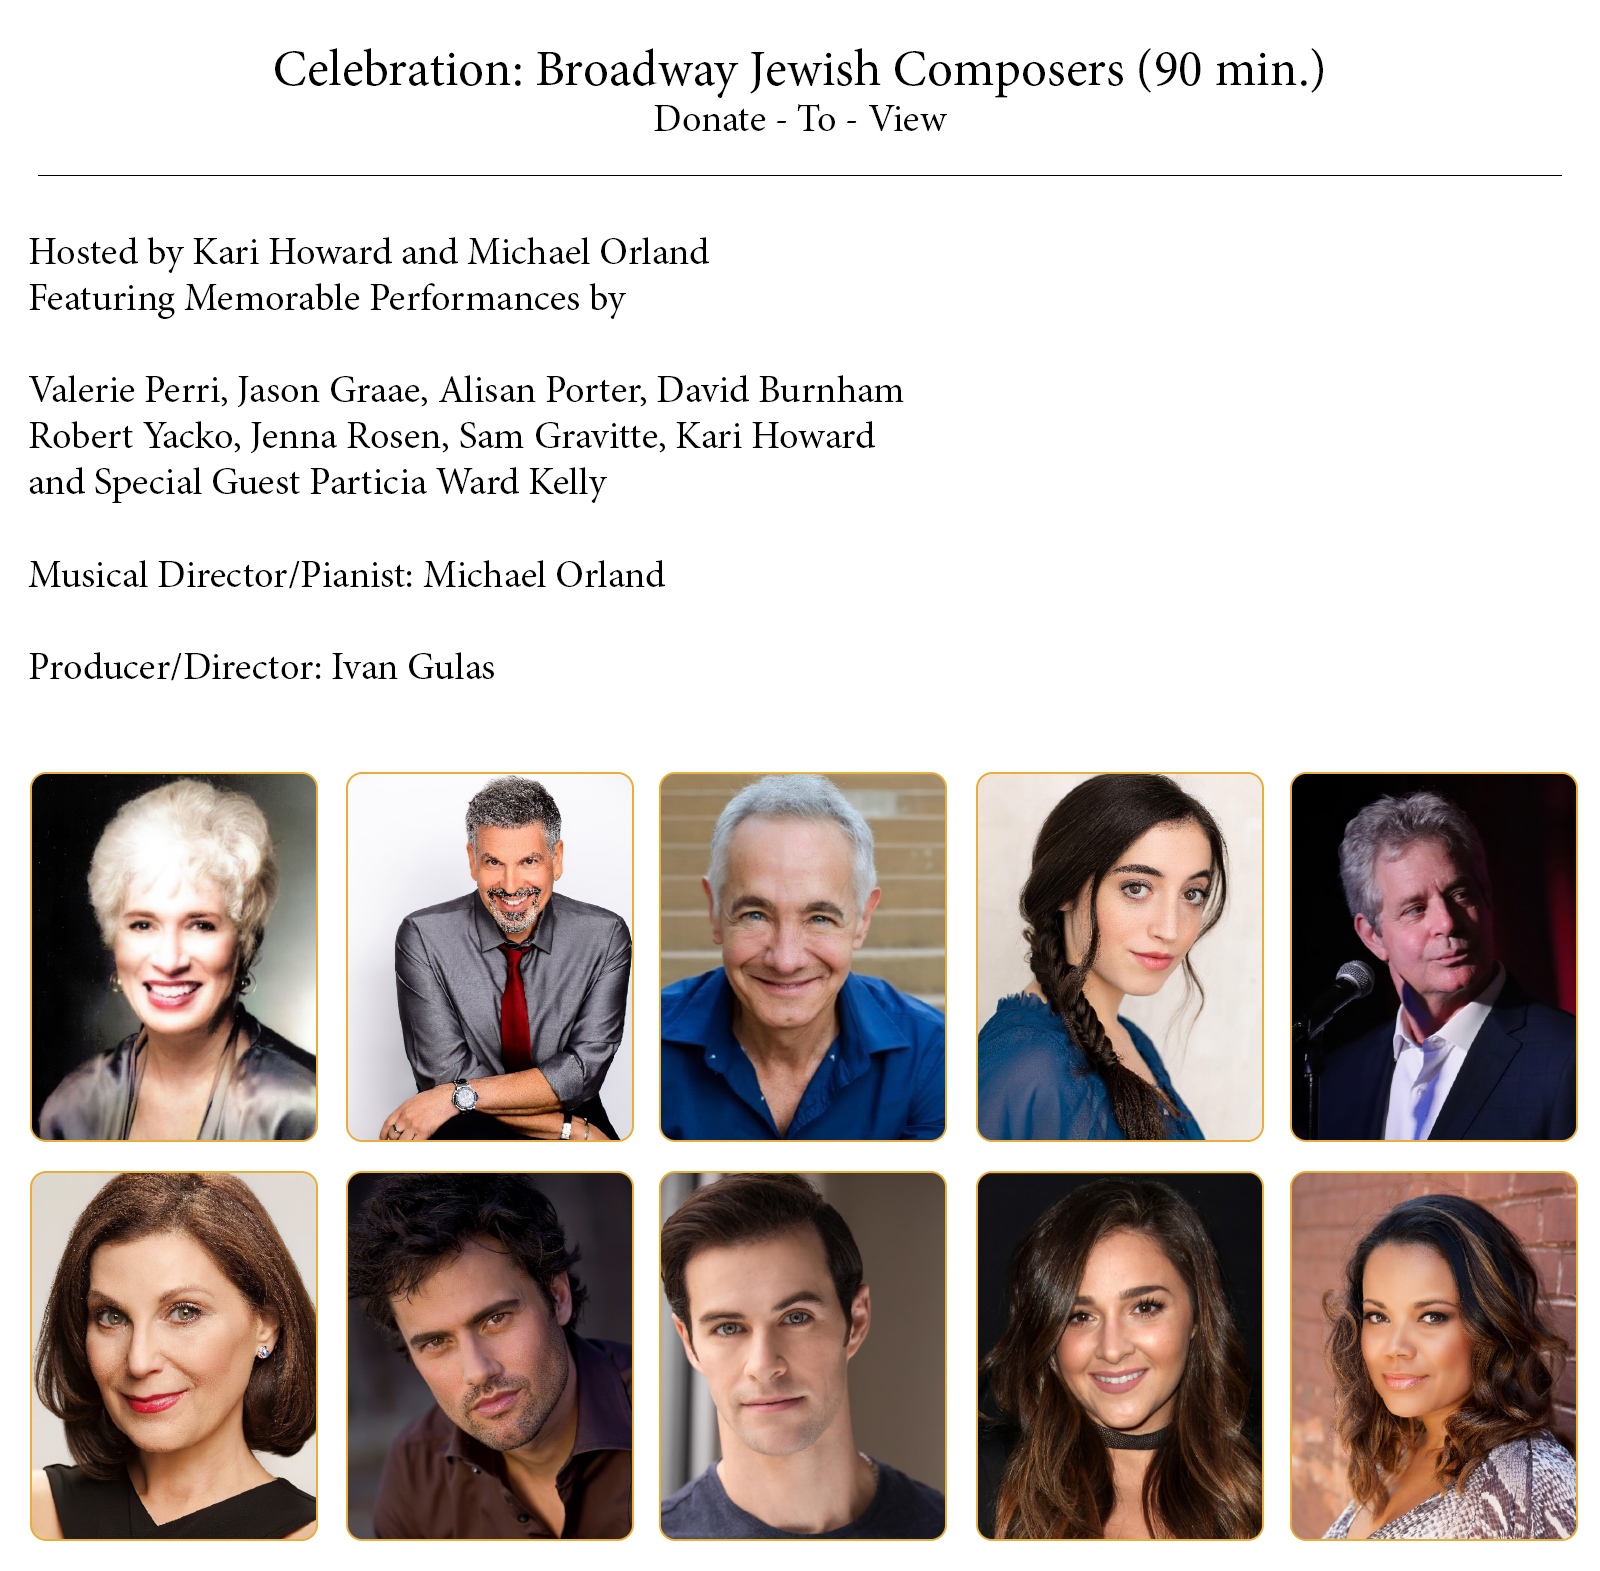 Celebration: Broadway Jewish Composers (90 min.)
Donate - To - View
Hosted by Kari Howard and Michael Orland
Featuring Memorable Performances by
Valerie Perri, Jason Graae, Alisan Porter, David Burnham
Robert Yacko, Jenna Rosen, Sam Gravitte, Kari Howard
and Special Guest Particia Ward Kelly
Musical Director/Pianist: Michael Orland
Producer/Director: Ivan Gulas